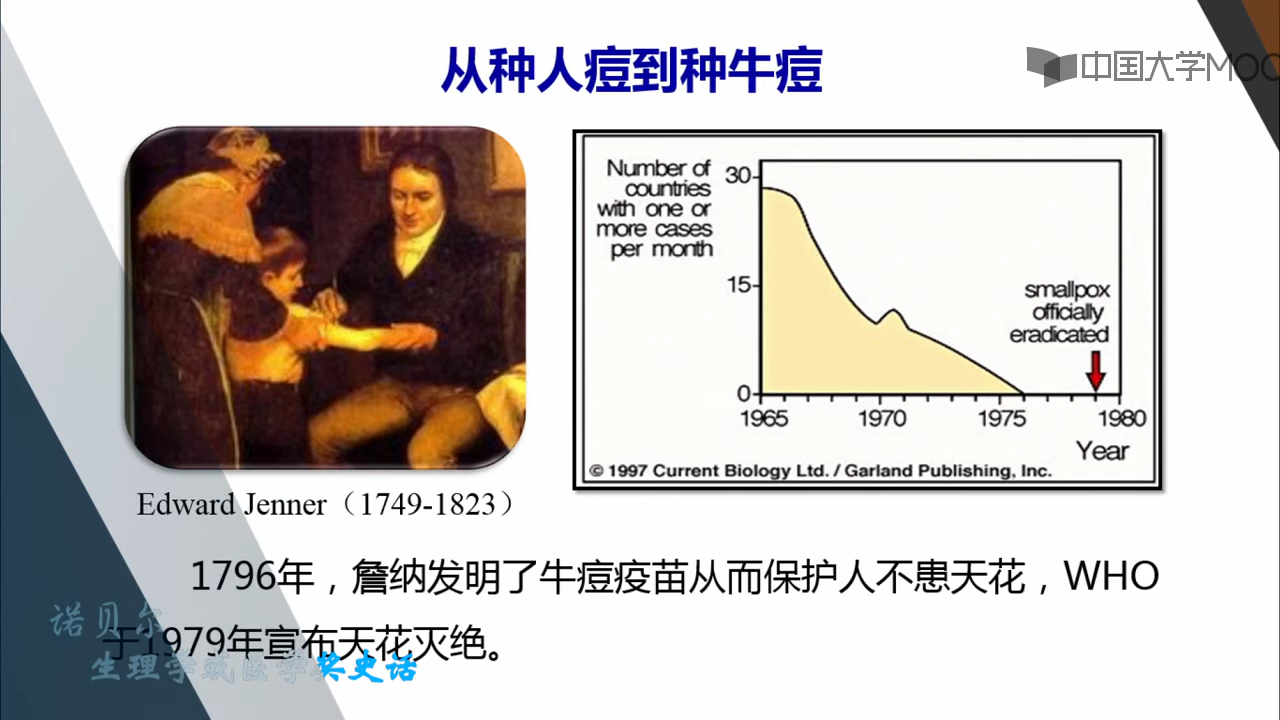 从种人痘到种牛痘
中国大学MOOC
Number of
countries
with one or
more cases
per month
30
15
0
smallpox
officially
eradicated
1965
1970
1975
1980
Year
© 1997 Current Biology Ltd. / Garland Publishing, Inc.
Edward Jenner（1749-1823）
1796年，詹纳发明了牛痘疫苗从而保护人不患天花，WHO
于1979年宣布天花灭绝。
诺贝尔
生理学或医学奖史话